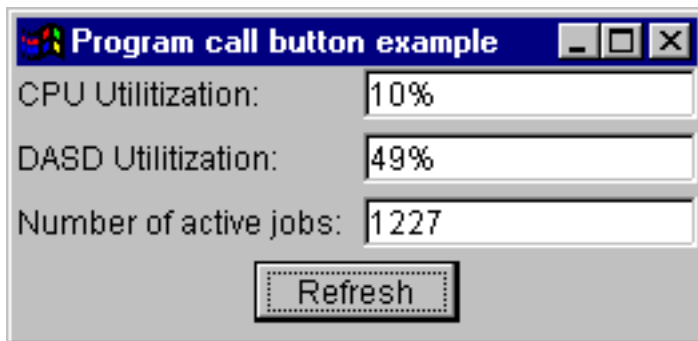 Program call button example
CPU Utilitization: 10%
DASD Utilitization: 49%
Number of active jobs: 1227
Refresh